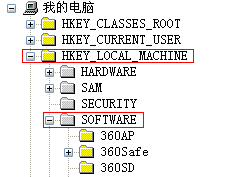 我的电脑
HKEY_CLASSES_ROOT
HKEY_CURRENT_USER
HKEY_LOCAL_MACHINE
HARDWARE
SAM
SECURITY
SOFTWARE
360AP
360Safe
360SD